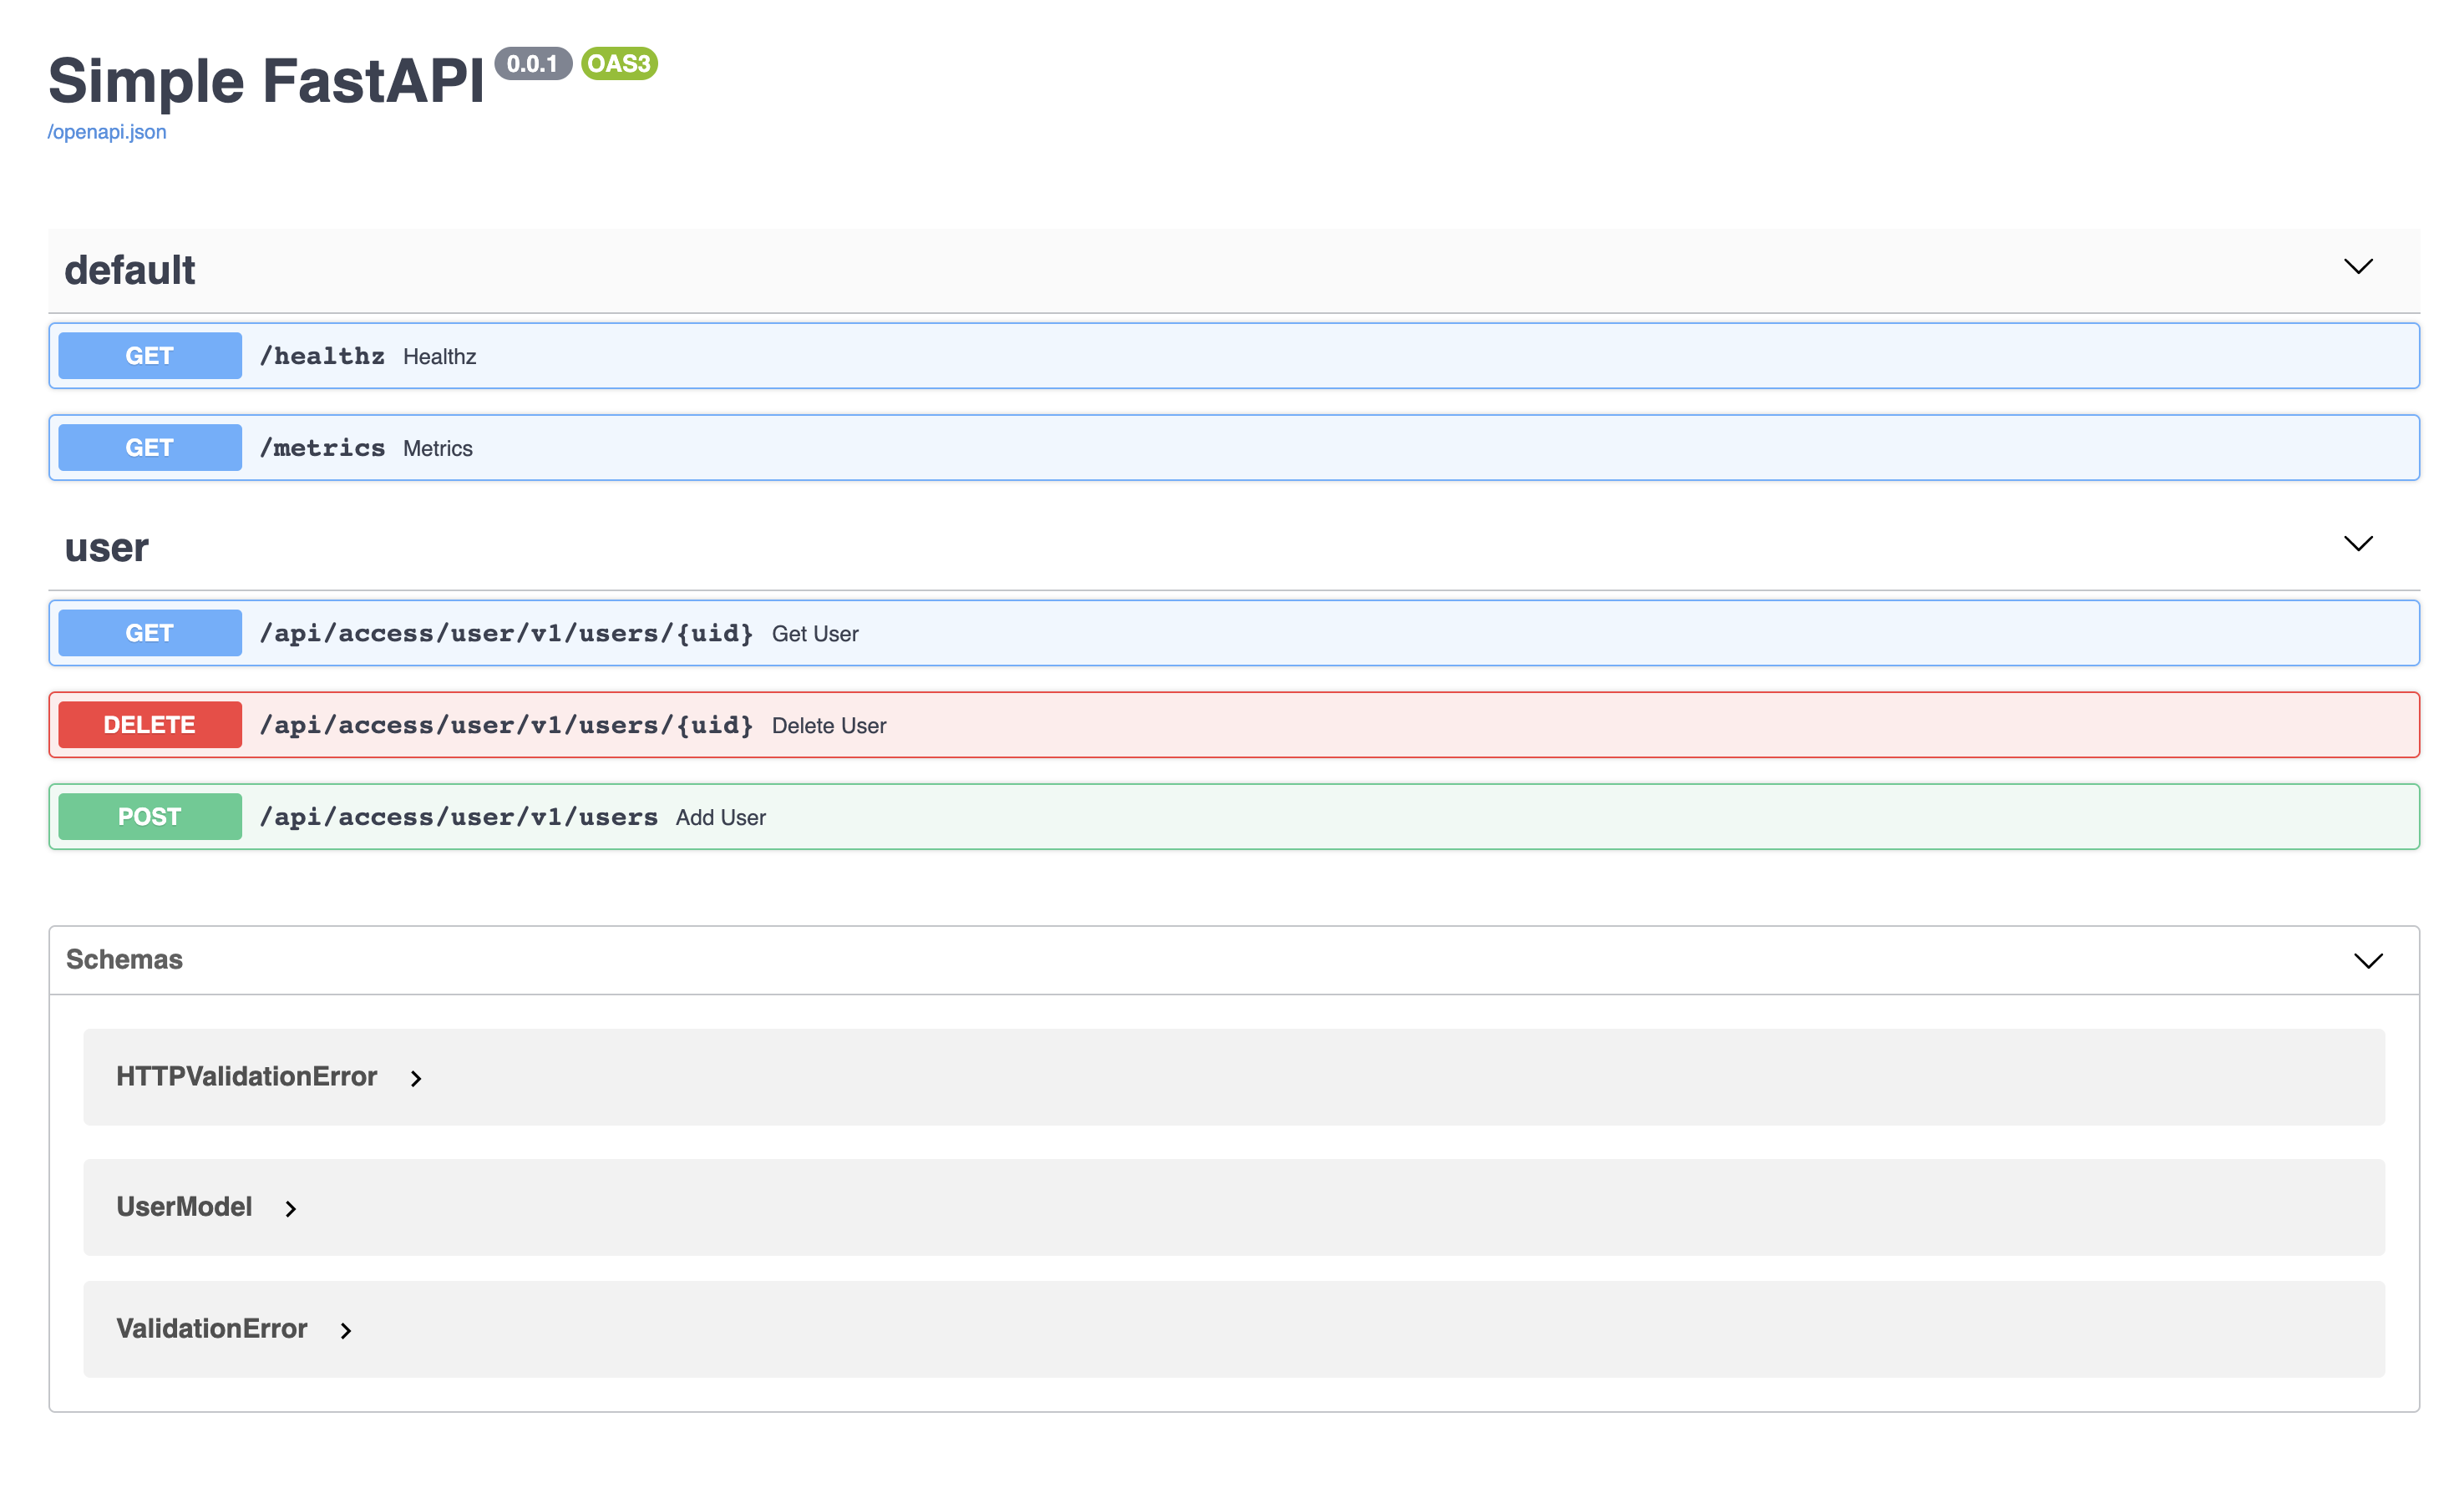 Simple FastAPI 0.0.1 OAS3
/openapi.json
default
GET /healthz Healthz
GET /metrics Metrics
user
GET /api/access/user/v1/users/{uid} Get User
DELETE /api/access/user/v1/users/{uid} Delete User
POST /api/access/user/v1/users Add User
Schemas
HTTPValidationError
UserModel
ValidationError